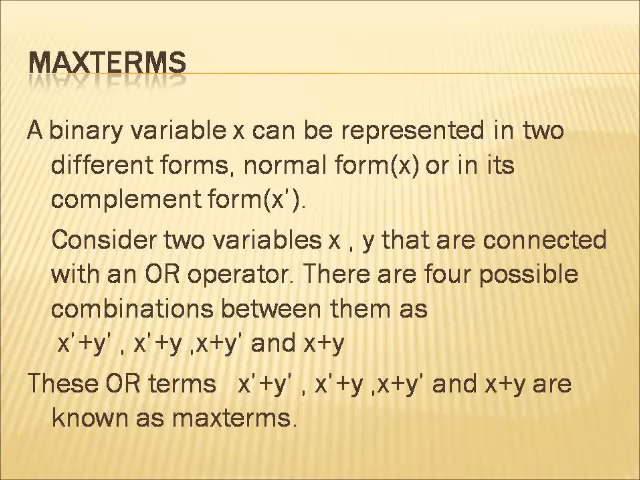 MAXTERMS
A binary variable x can be represented in two
different forms, normal form(x) or in its
complement form(x').
Consider two variables x , y that are connected
with an OR operator. There are four possible
combinations between them as
x'+y' , x'+y ,x+y' and x+y
These OR terms x'+y' , x'+y ,x+y' and x+y are
known as maxterms.